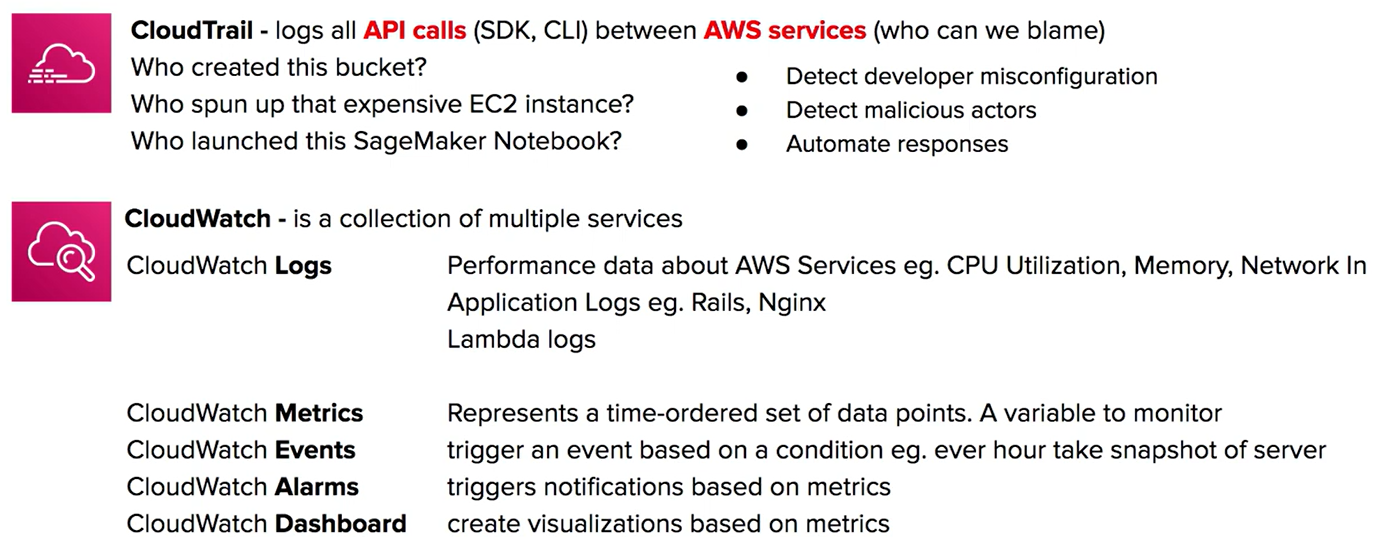 CloudTrail - logs all API calls (SDK, CLI) between AWS services (who can we blame)
Who created this bucket?
Who spun up that expensive EC2 instance?
Who launched this SageMaker Notebook?
● Detect developer misconfiguration
● Detect malicious actors
● Automate responses
CloudWatch - is a collection of multiple services
CloudWatch Logs Performance data about AWS Services eg. CPU Utilization, Memory, Network In
Application Logs eg. Rails, Nginx
Lambda logs
CloudWatch Metrics Represents a time-ordered set of data points. A variable to monitor
CloudWatch Events trigger an event based on a condition eg. ever hour take snapshot of server
CloudWatch Alarms triggers notifications based on metrics
CloudWatch Dashboard create visualizations based on metrics